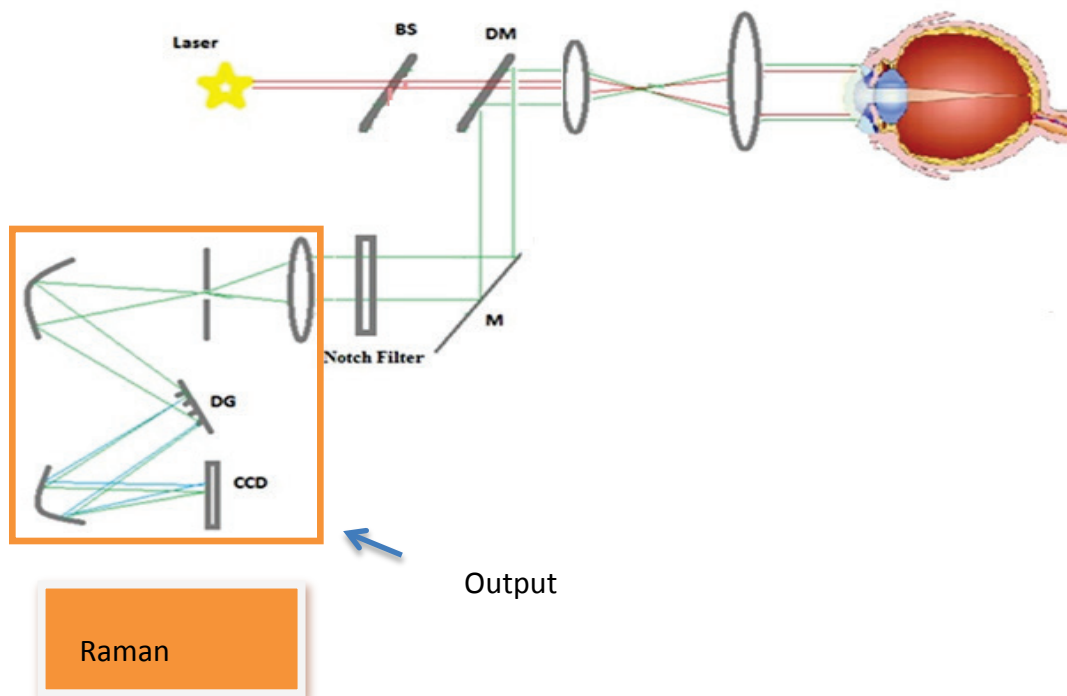 BS
DM
Laser
M
Notch Filter
DG
CCD
Output
Raman